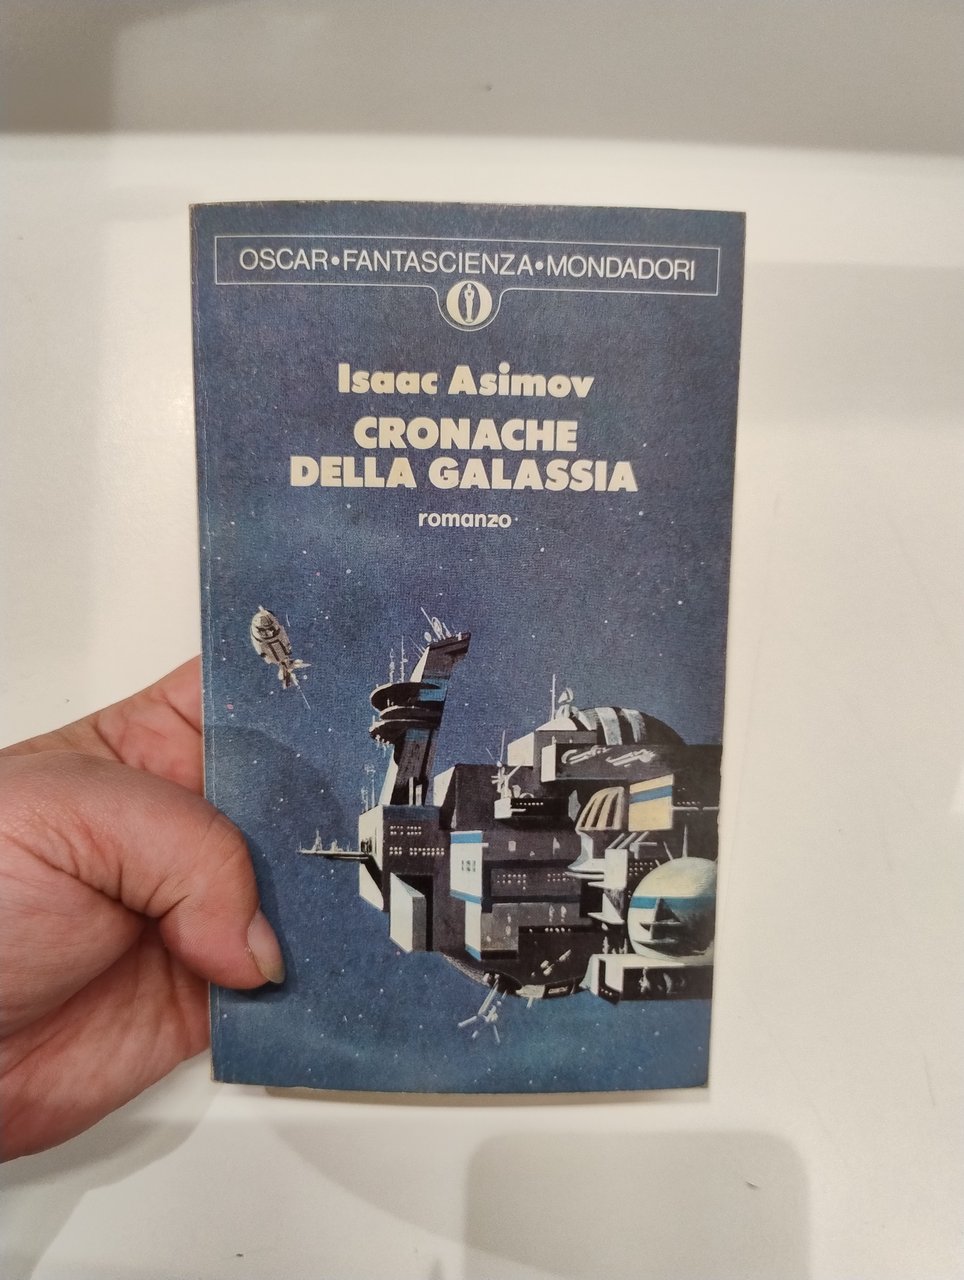 OSCAR•FANTASCIENZA•MONDADORI
Isaac Asimov
CRONACHE
DELLA GALASSIA
romanzo